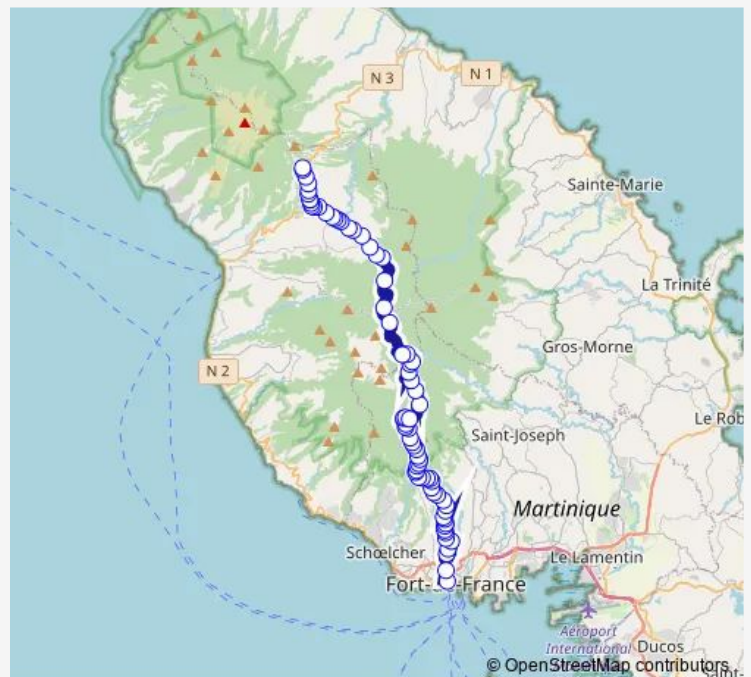 N 3
N 1
Sainte-Marie
La Trinité
Gros-Morne
N 2
Le Rob
Saint-Joseph
Martinique
Schœlcher
Le Lamentin
Fort-de-France
Aéroport
International
Ducos
© OpenStreetMap contributors